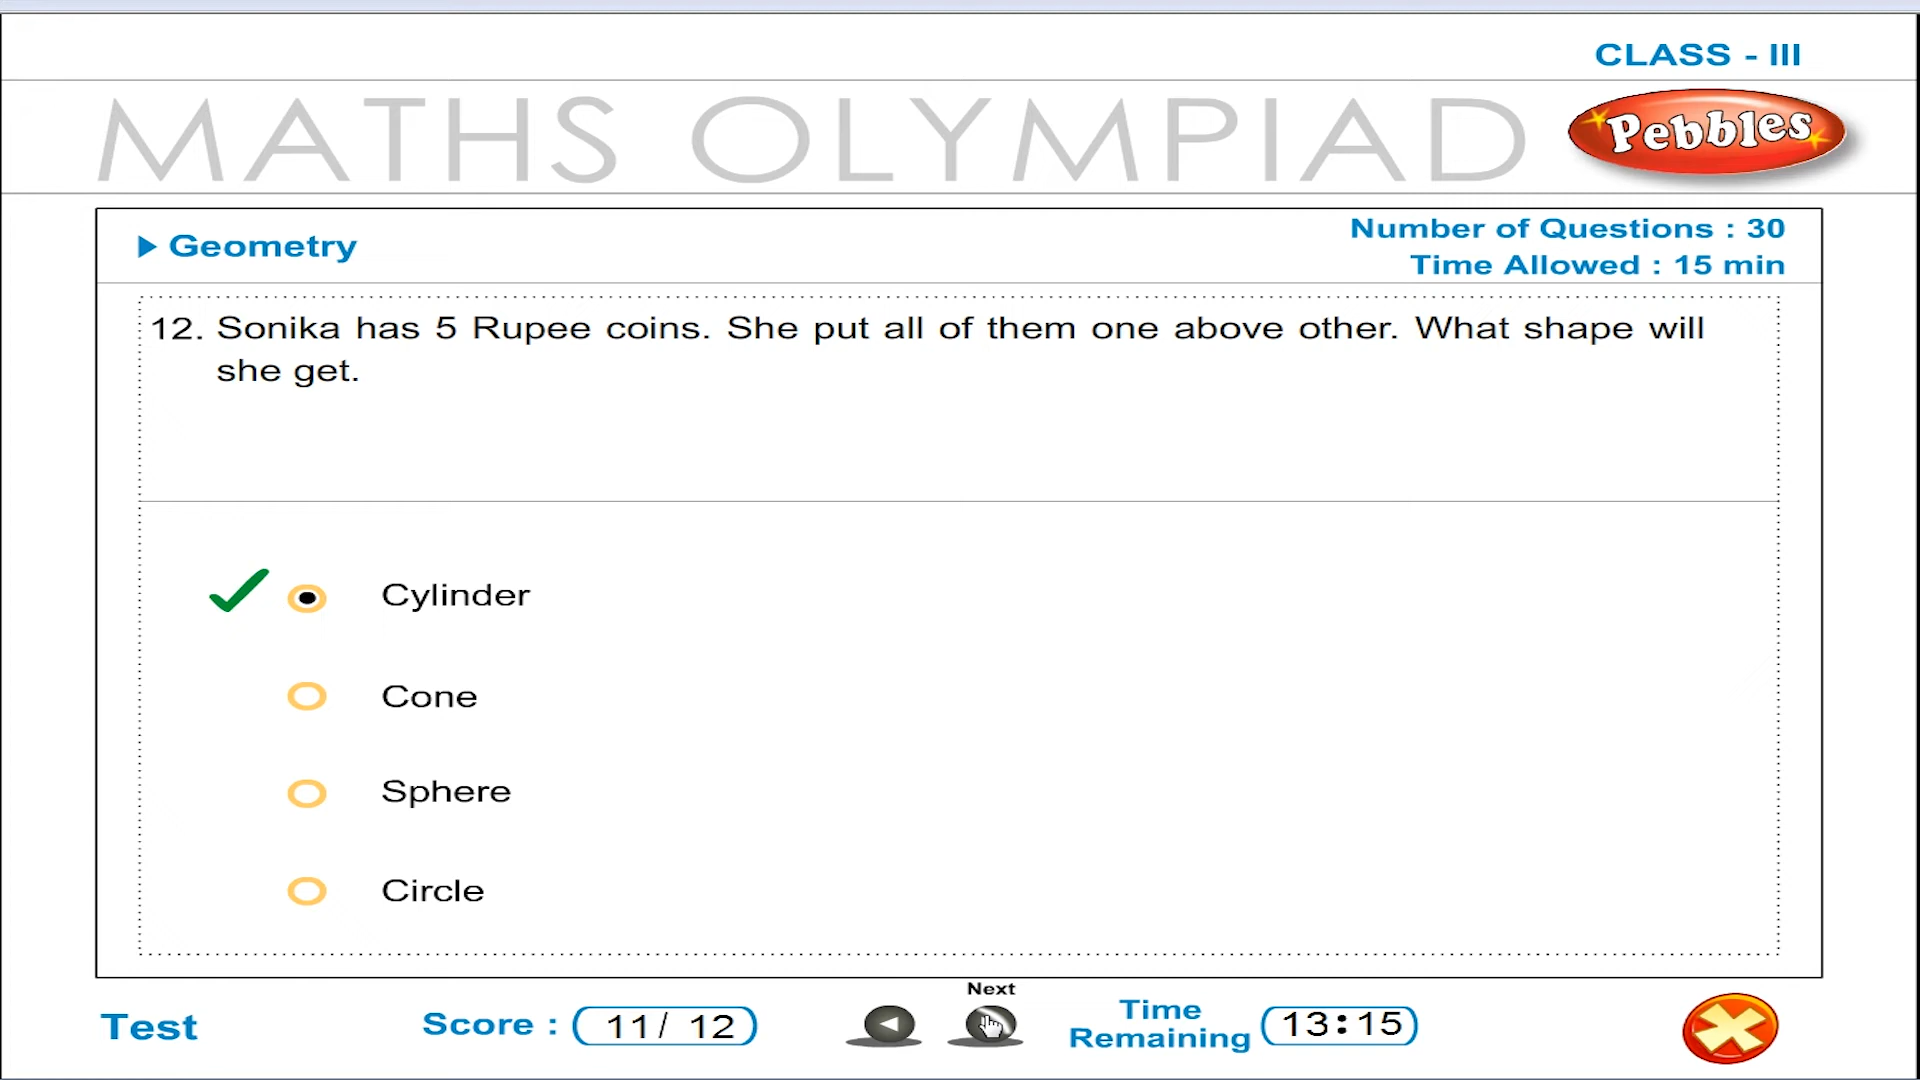 CLASS - III
MATHS OLYMPIAD
Pebbles
Geometry
Number of Questions : 30
Time Allowed : 15 min
12. Sonika has 5 Rupee coins. She put all of them one above other. What shape will
she get.
Cylinder
Cone
Sphere
Circle
Test
Score : 11/ 12
Next
Time
Remaining 13:15